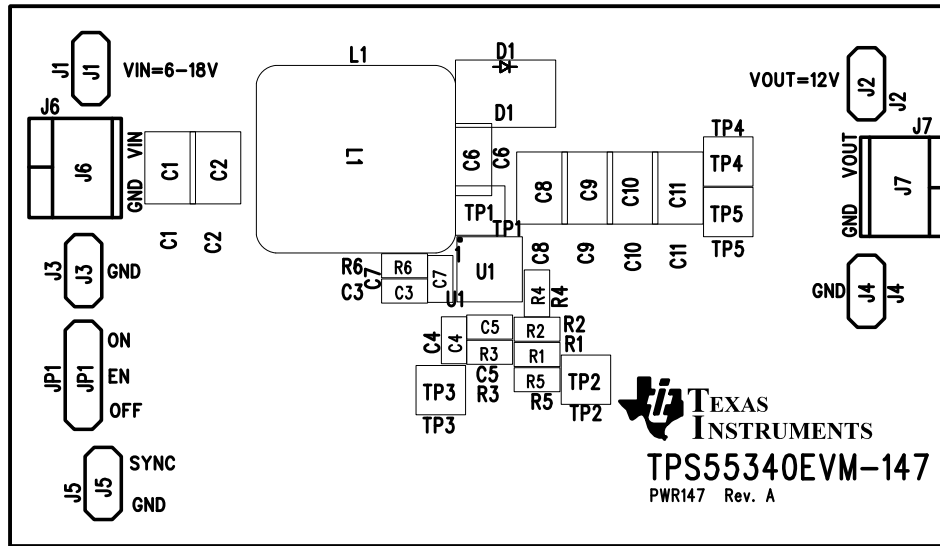 J1
J1
VIN=6-18V
L1
L1
D1
D1
VOUT=12V
J2
J2
J6
J6
VIN
GND
C1
C2
C1
C2
C6
C6
TP1
TP1
C8
C9
C10
C11
C8
C9
C10
C11
TP4
TP4
TP5
TP5
J7
J7
VOUT
GND
J3
J3
GND
R6
R6
C7
C7
C3
C3
1
U1
U1
R4
R4
GND
J4
J4
JP1
JP1
ON
EN
OFF
C4
C4
C5
R3
C5
R3
R2
R2
R1
R1
R5
R5
TP3
TP3
TP2
TP2
TEXAS
INSTRUMENTS
TPS55340EVM-147
PWR147 Rev. A
J5
J5
SYNC
GND